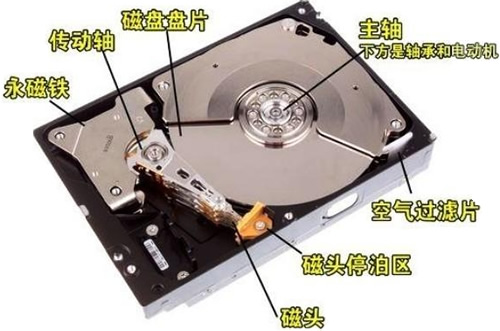 磁盘盘片
主轴
下方是轴承和电动机
传动轴
永磁铁
空气过滤片
磁头停泊区
磁头